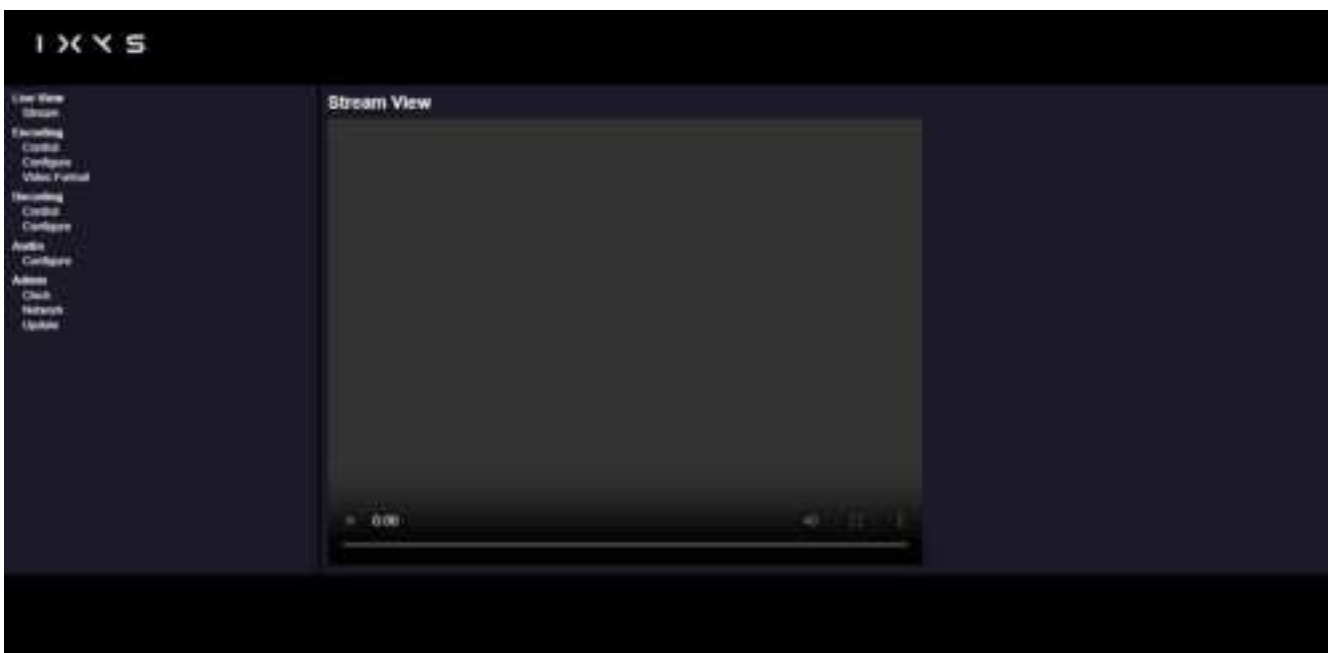 IXYS
Live View
Stream
Encoding
Control
Configure
Video Format
Decoding
Control
Configure
Audio
Configure
Admin
Clock
Network
Update
Stream View
0:00